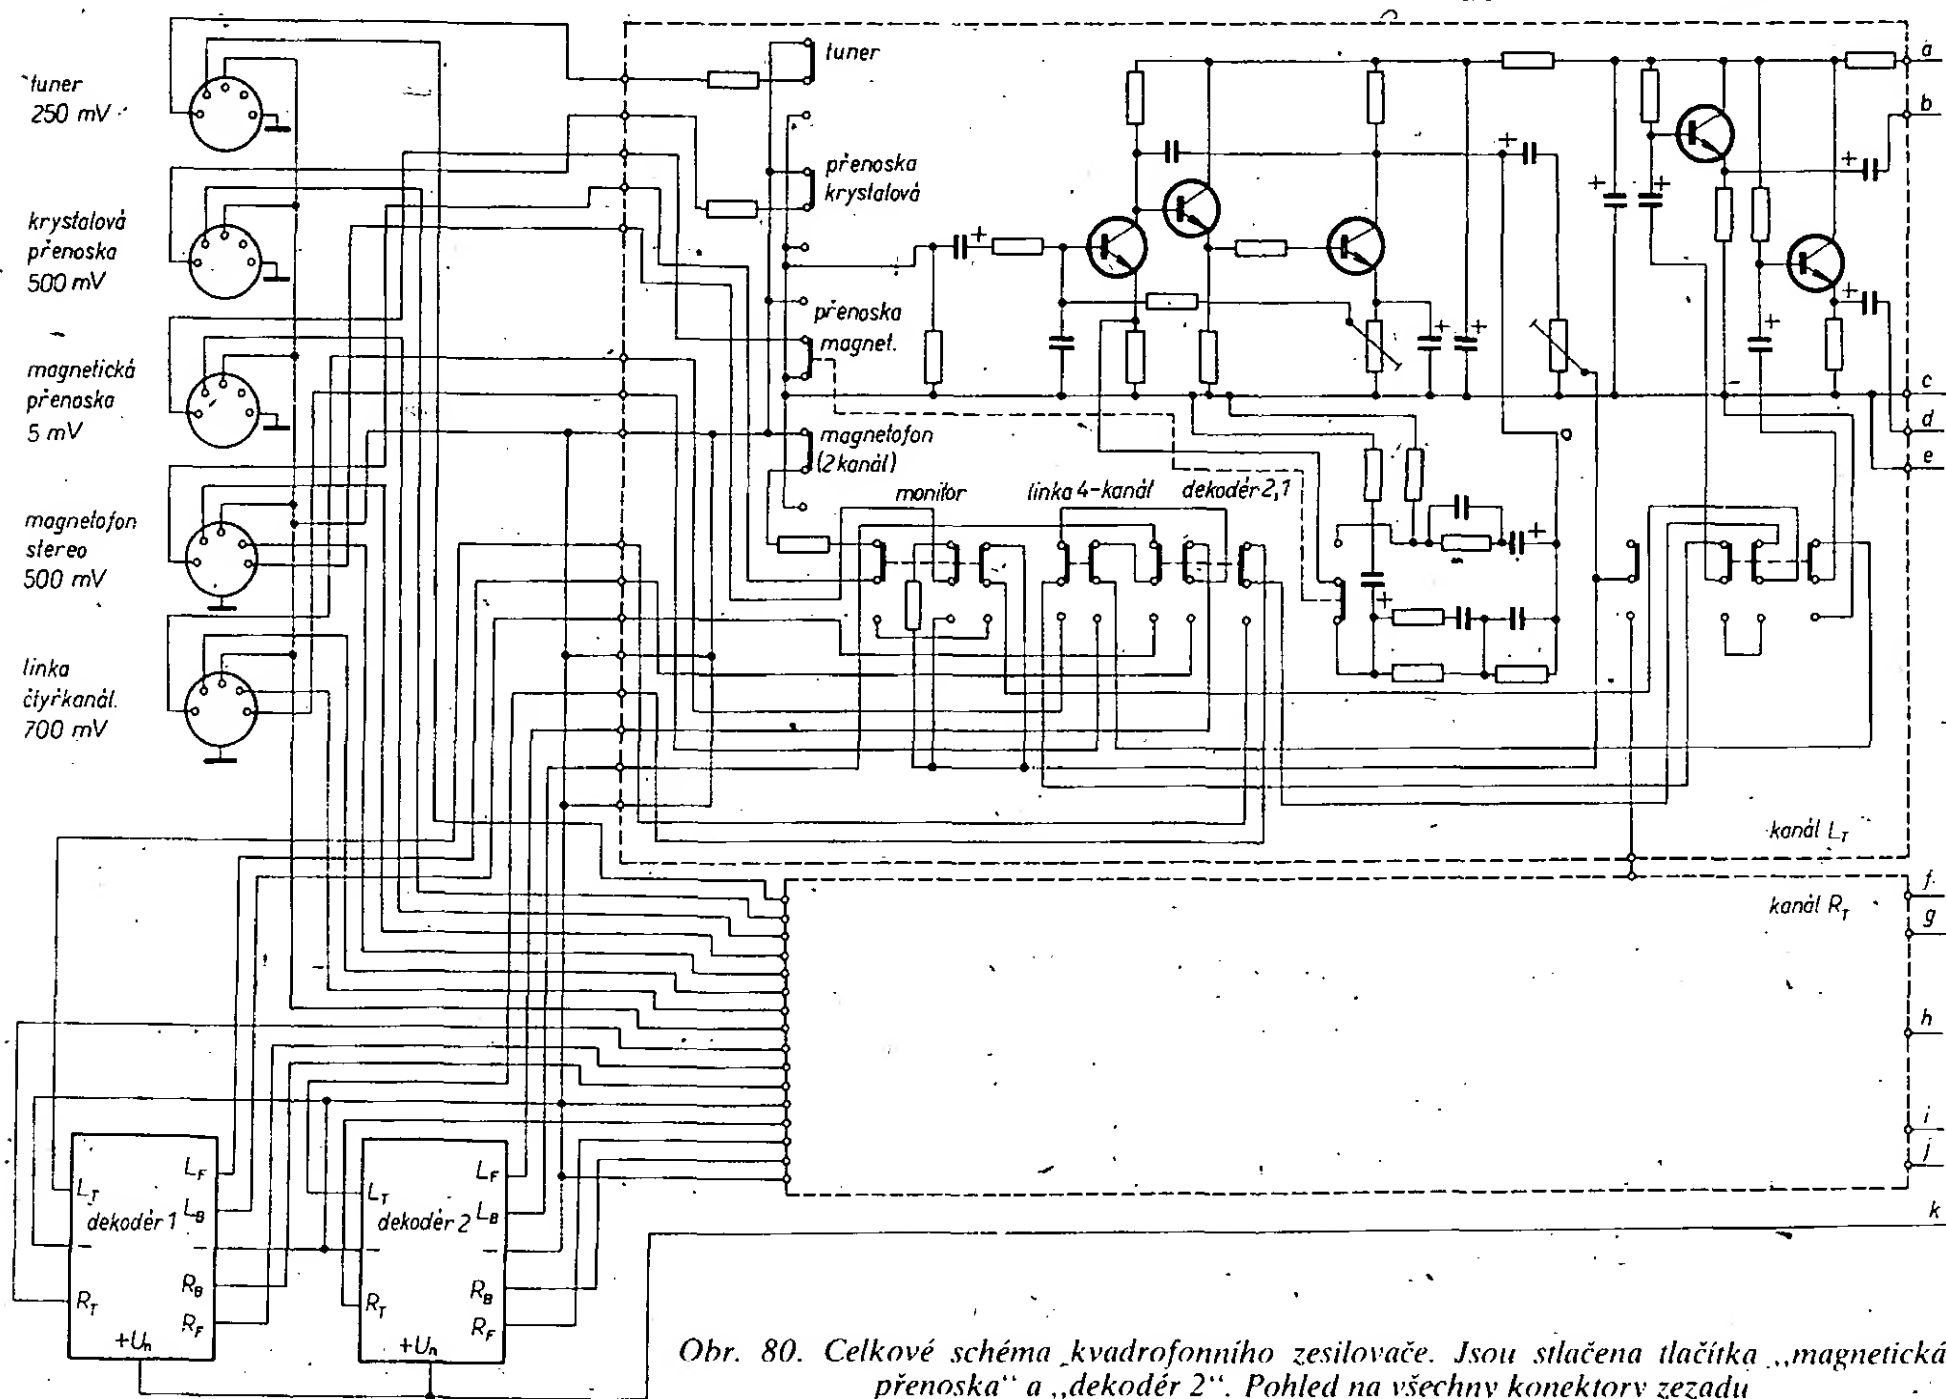 tuner
250 mV
krystalová
přenoska
500 mV
magnetická
přenoska
5 mV
magnetofon
stereo
500 mV
linka
čtyřkanál.
700 mV
tuner
přenoska
krystalová
přenoska
magnet.
magnetofon
(2kanál)
monitor
linka 4-kanál
dekodér 2,1
a
b
c
d
e
kanál L_T
kanál R_T
f
g
h
i
j
k
L_T
dekodér 1
L_F
L_B
–
–
R_B
R_T
R_F
+U_n
L_T
dekodér 2
L_F
L_B
–
–
R_B
R_T
R_F
+U_n
Obr. 80. Celkové schéma kvadrofonního zesilovače. Jsou stlačena tlačítka „magnetická
přenoska“ a „dekodér 2“. Pohled na všechny konektory zezadu